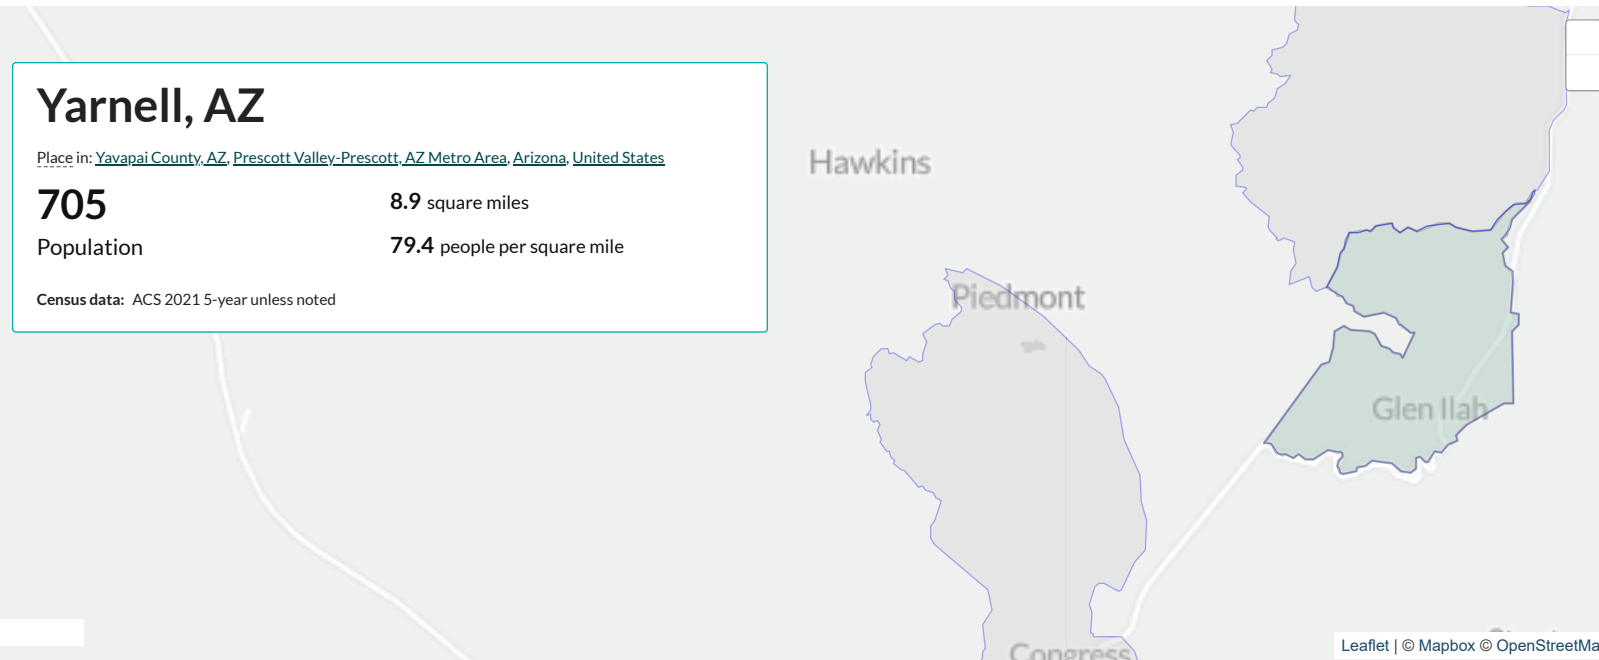 Yarnell, AZ
Place in: Yavapai County, AZ, Prescott Valley-Prescott, AZ Metro Area, Arizona, United States
705
8.9 square miles
Population
79.4 people per square mile
Census data: ACS 2021 5-year unless noted
Hawkins
Piedmont
Glen Ilah
Congress
Leaflet | © Mapbox © OpenStreetMa